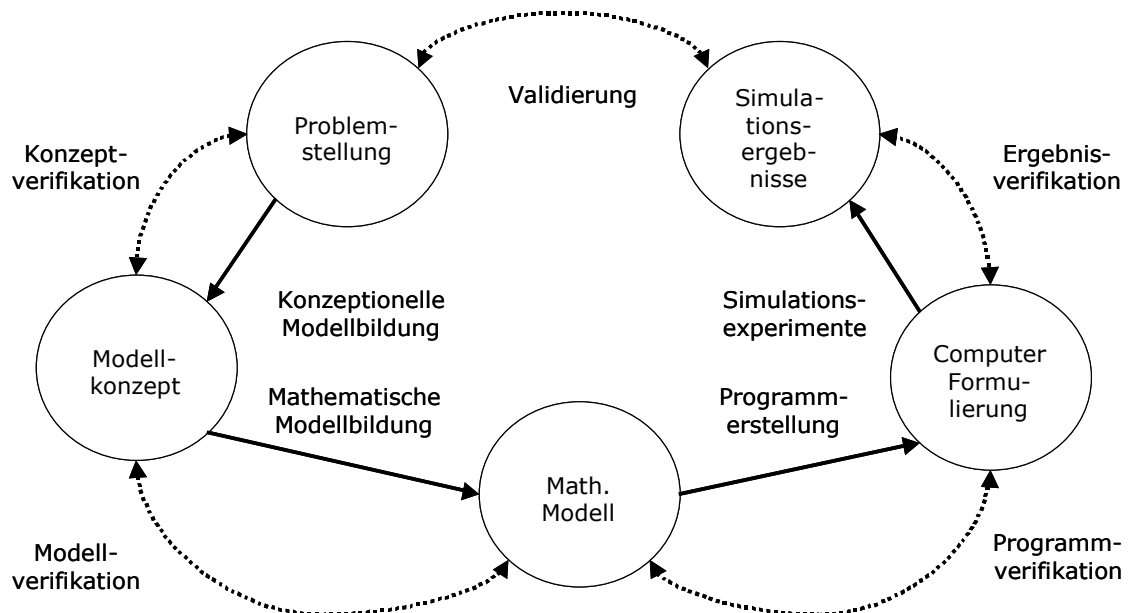 Validierung
Problem-
stellung
Simula-
tions-
ergeb-
nisse
Konzept-
verifikation
Ergebnis-
verifikation
Konzeptionelle
Modellbildung
Simulations-
experimente
Modell-
konzept
Computer
Formu-
lierung
Mathematische
Modellbildung
Programm-
erstellung
Math.
Modell
Modell-
verifikation
Programm-
verifikation